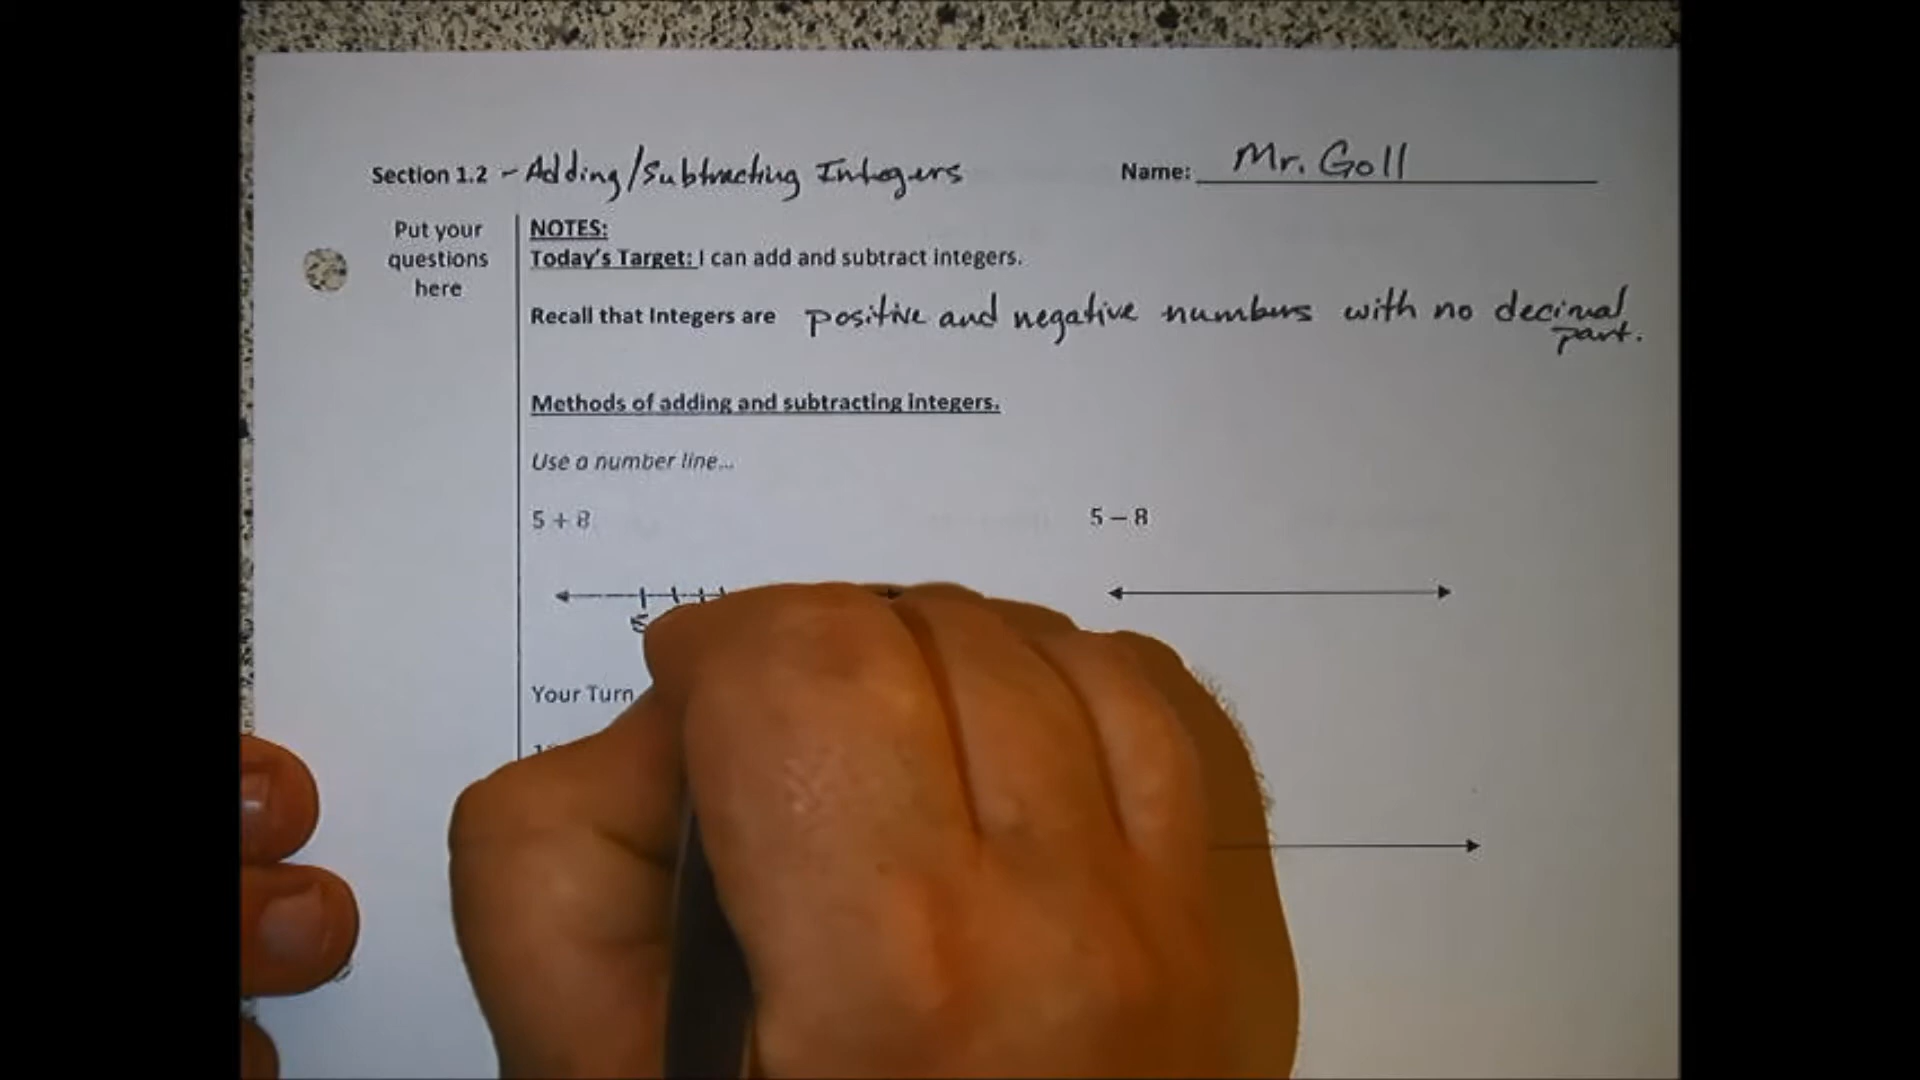 Section 1.2 - Adding/Subtracting Integers Name: Mr. Goll
Put your questions here
NOTES:
Today's Target: I can add and subtract integers.
Recall that Integers are positive and negative numbers with no decimal
part.
Methods of adding and subtracting integers.
Use a number line...
5 + 8 5 – 8
5
Your Turn